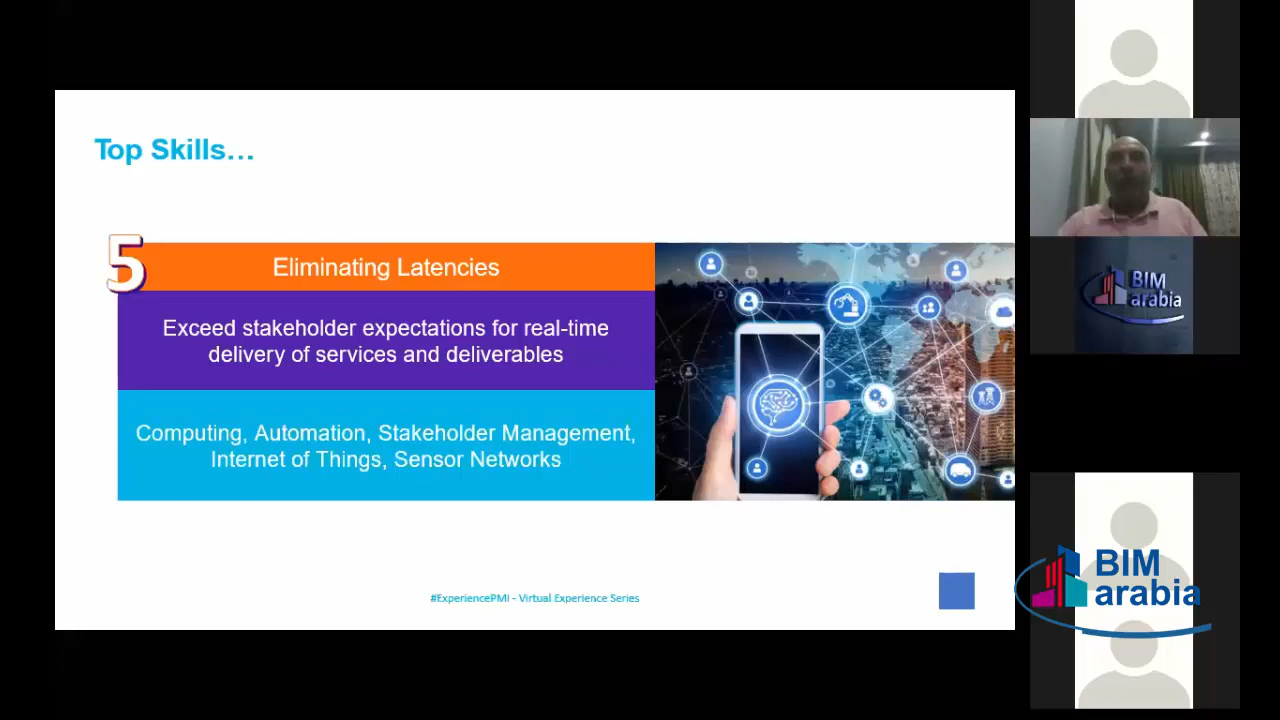 Top Skills…
5
Eliminating Latencies
Exceed stakeholder expectations for real-time
delivery of services and deliverables
Computing, Automation, Stakeholder Management,
Internet of Things, Sensor Networks
#ExperiencePMI - Virtual Experience Series
BIM
arabia
BIM
arabia